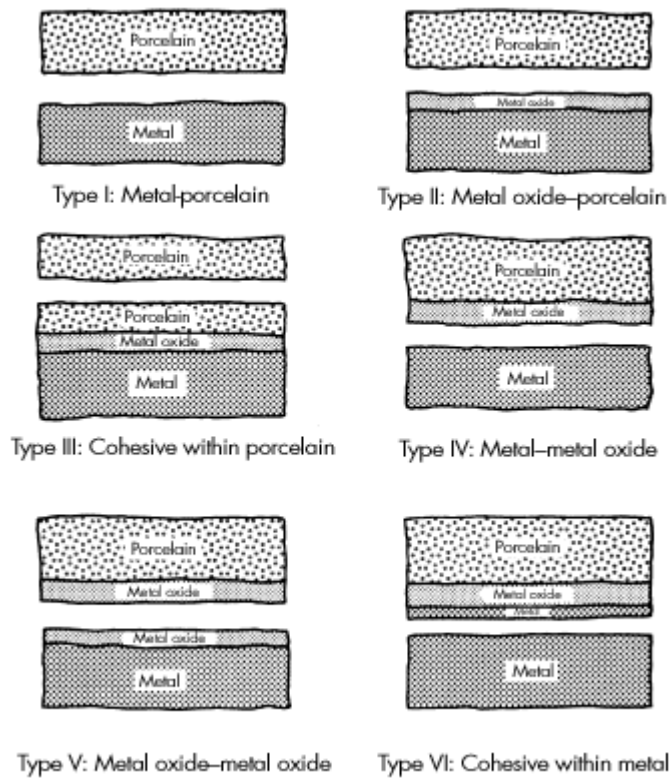 Porcelain
Metal
Type I: Metal-porcelain
Porcelain
Metal oxide
Metal
Type II: Metal oxide–porcelain
Porcelain
Porcelain
Metal oxide
Metal
Type III: Cohesive within porcelain
Porcelain
Metal oxide
Metal
Type IV: Metal–metal oxide
Porcelain
Metal oxide
Metal oxide
Metal
Type V: Metal oxide–metal oxide
Porcelain
Metal oxide
Metal
Metal
Type VI: Cohesive within metal